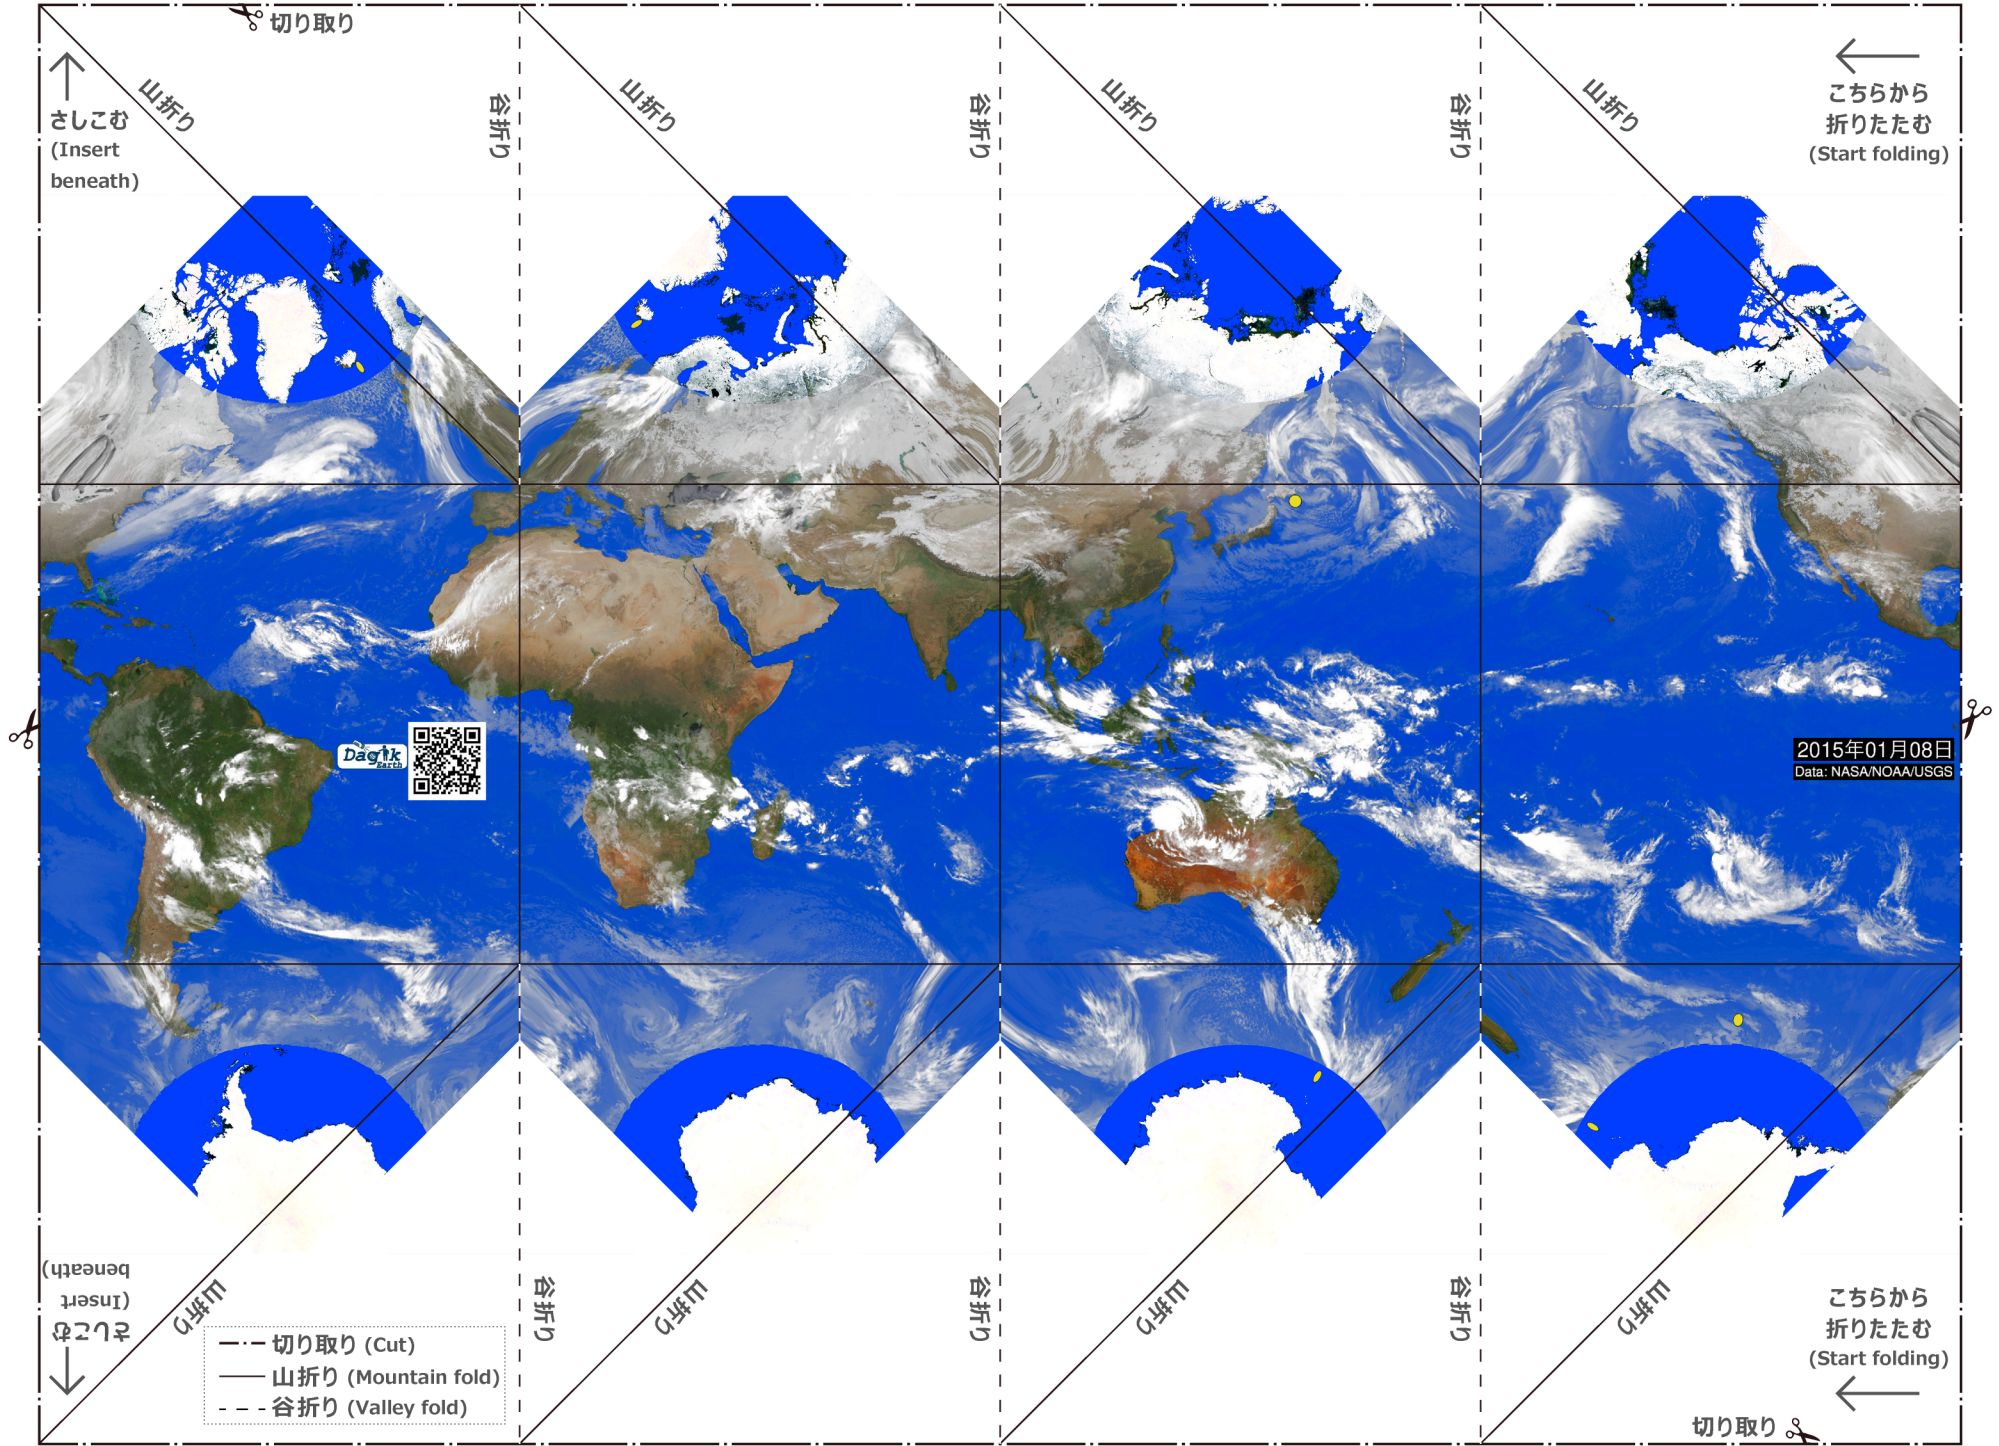 切り取り
山折り
山折り
山折り
山折り
さしこむ
(Insert
beneath)
谷折り
谷折り
谷折り
こちらから
折りたたむ
(Start folding)
Dagik
Earth
2015年01月08日
Data: NASA/NOAA/USGS
さしこむ
(Insert
beneath)
山折り
山折り
山折り
山折り
谷折り
谷折り
谷折り
こちらから
折りたたむ
(Start folding)
切り取り (Cut)
山折り (Mountain fold)
谷折り (Valley fold)
切り取り